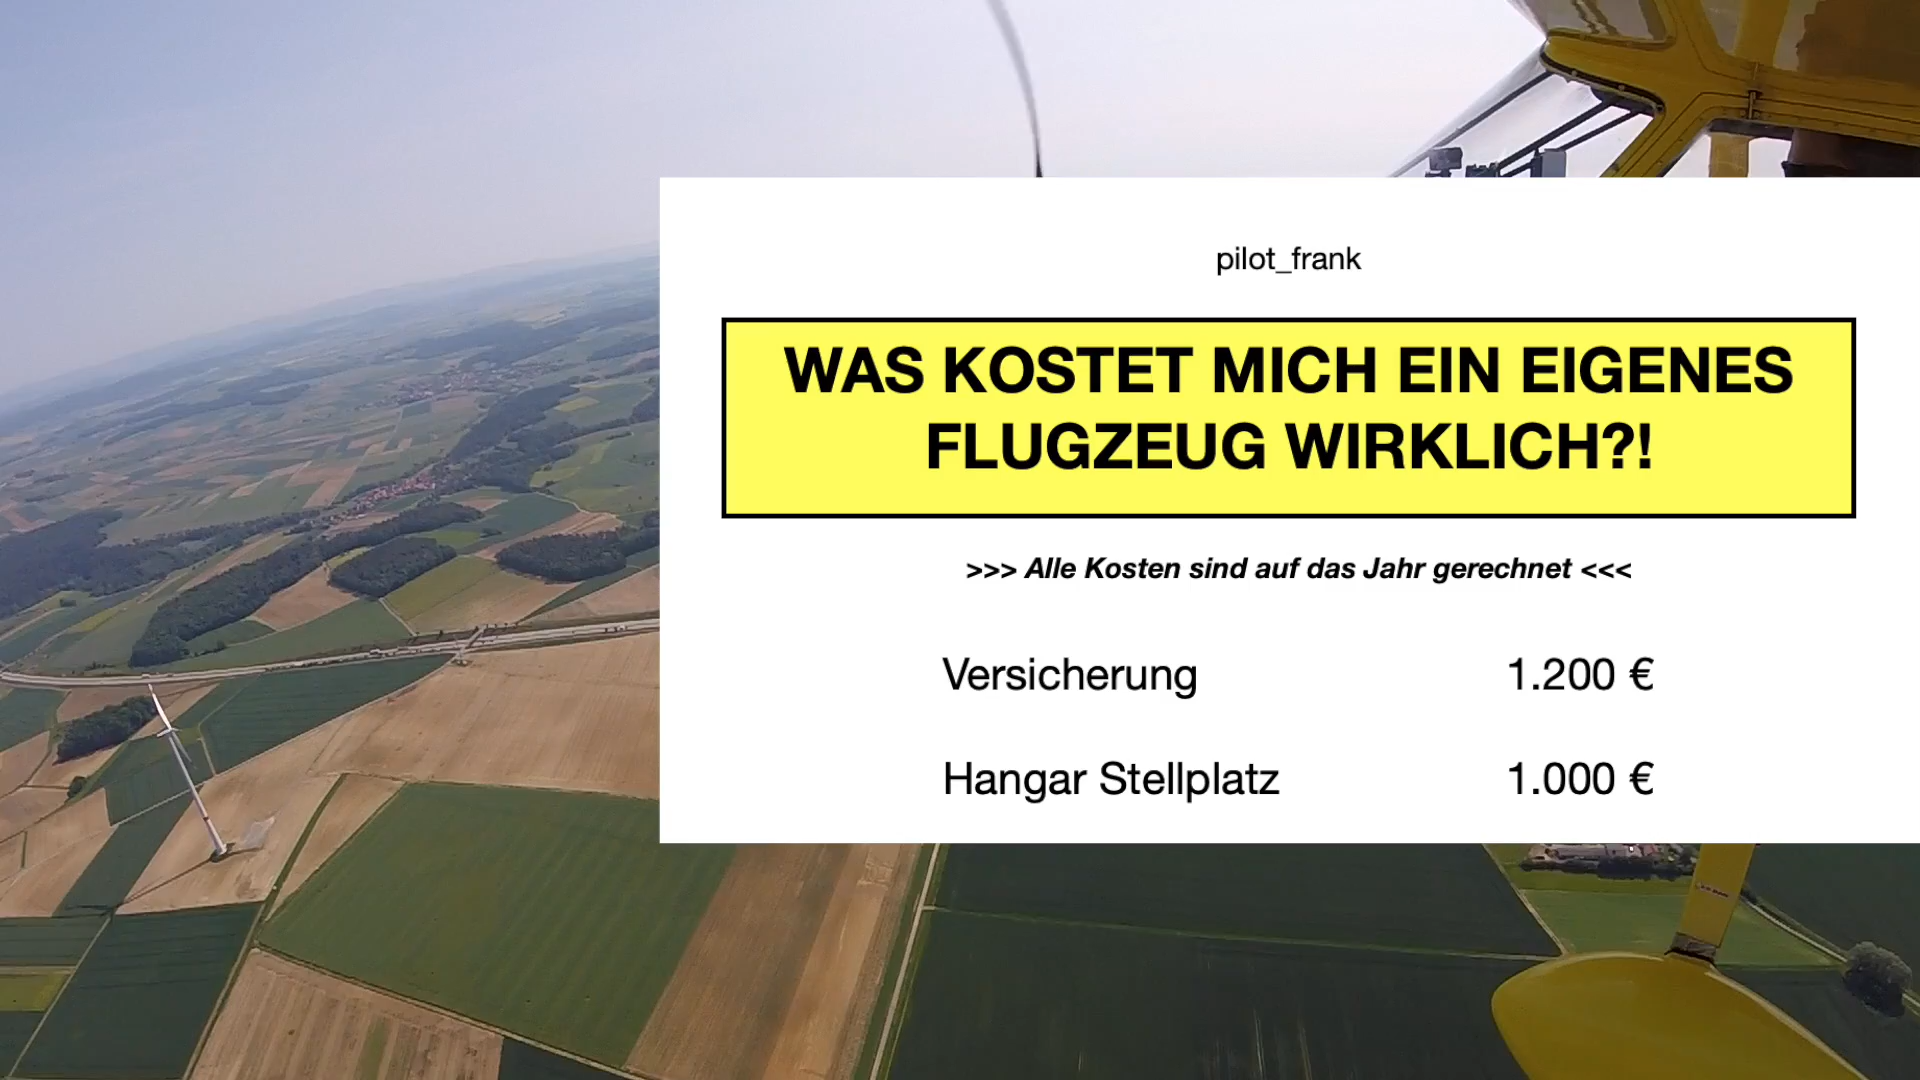 pilot_frank
WAS KOSTET MICH EIN EIGENES
FLUGZEUG WIRKLICH?!
>>> Alle Kosten sind auf das Jahr gerechnet <<<
Versicherung 1.200 €
Hangar Stellplatz 1.000 €